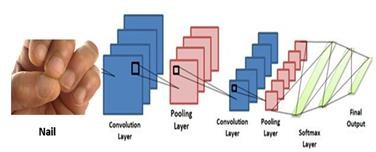 Nail
Convolution
Layer
Pooling
Layer
Convolution
Layer
Pooling
Layer
Softmax
Layer
Final
Output